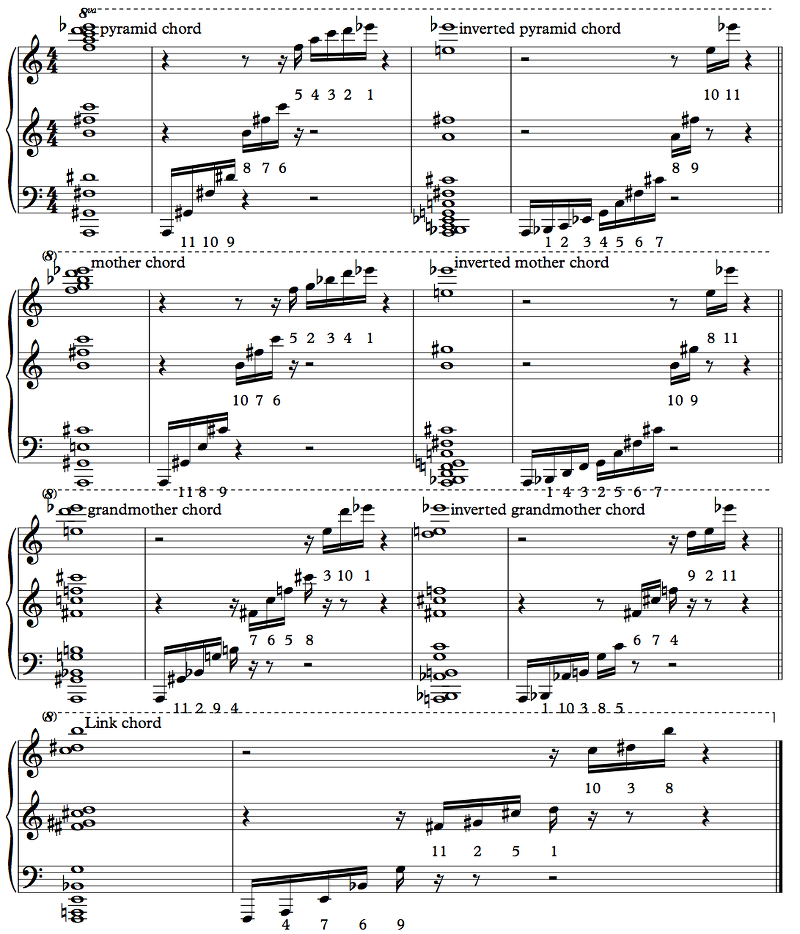 8va
pyramid chord
inverted pyramid chord
5 4 3 2 1
10 11
8 7 6
8 9
11 10 9
1 2 3 4 5 6 7
(8)
mother chord
inverted mother chord
5 2 3 4 1
8 11
10 7 6
10 9
11 8 9
1 4 3 2 5 6 7
(8)
grandmother chord
inverted grandmother chord
3 10 1
9 2 11
7 6 5 8
6 7 4
11 2 9 4
1 10 3 8 5
(8)
Link chord
10 3 8
11 2 5 1
4 7 6 9